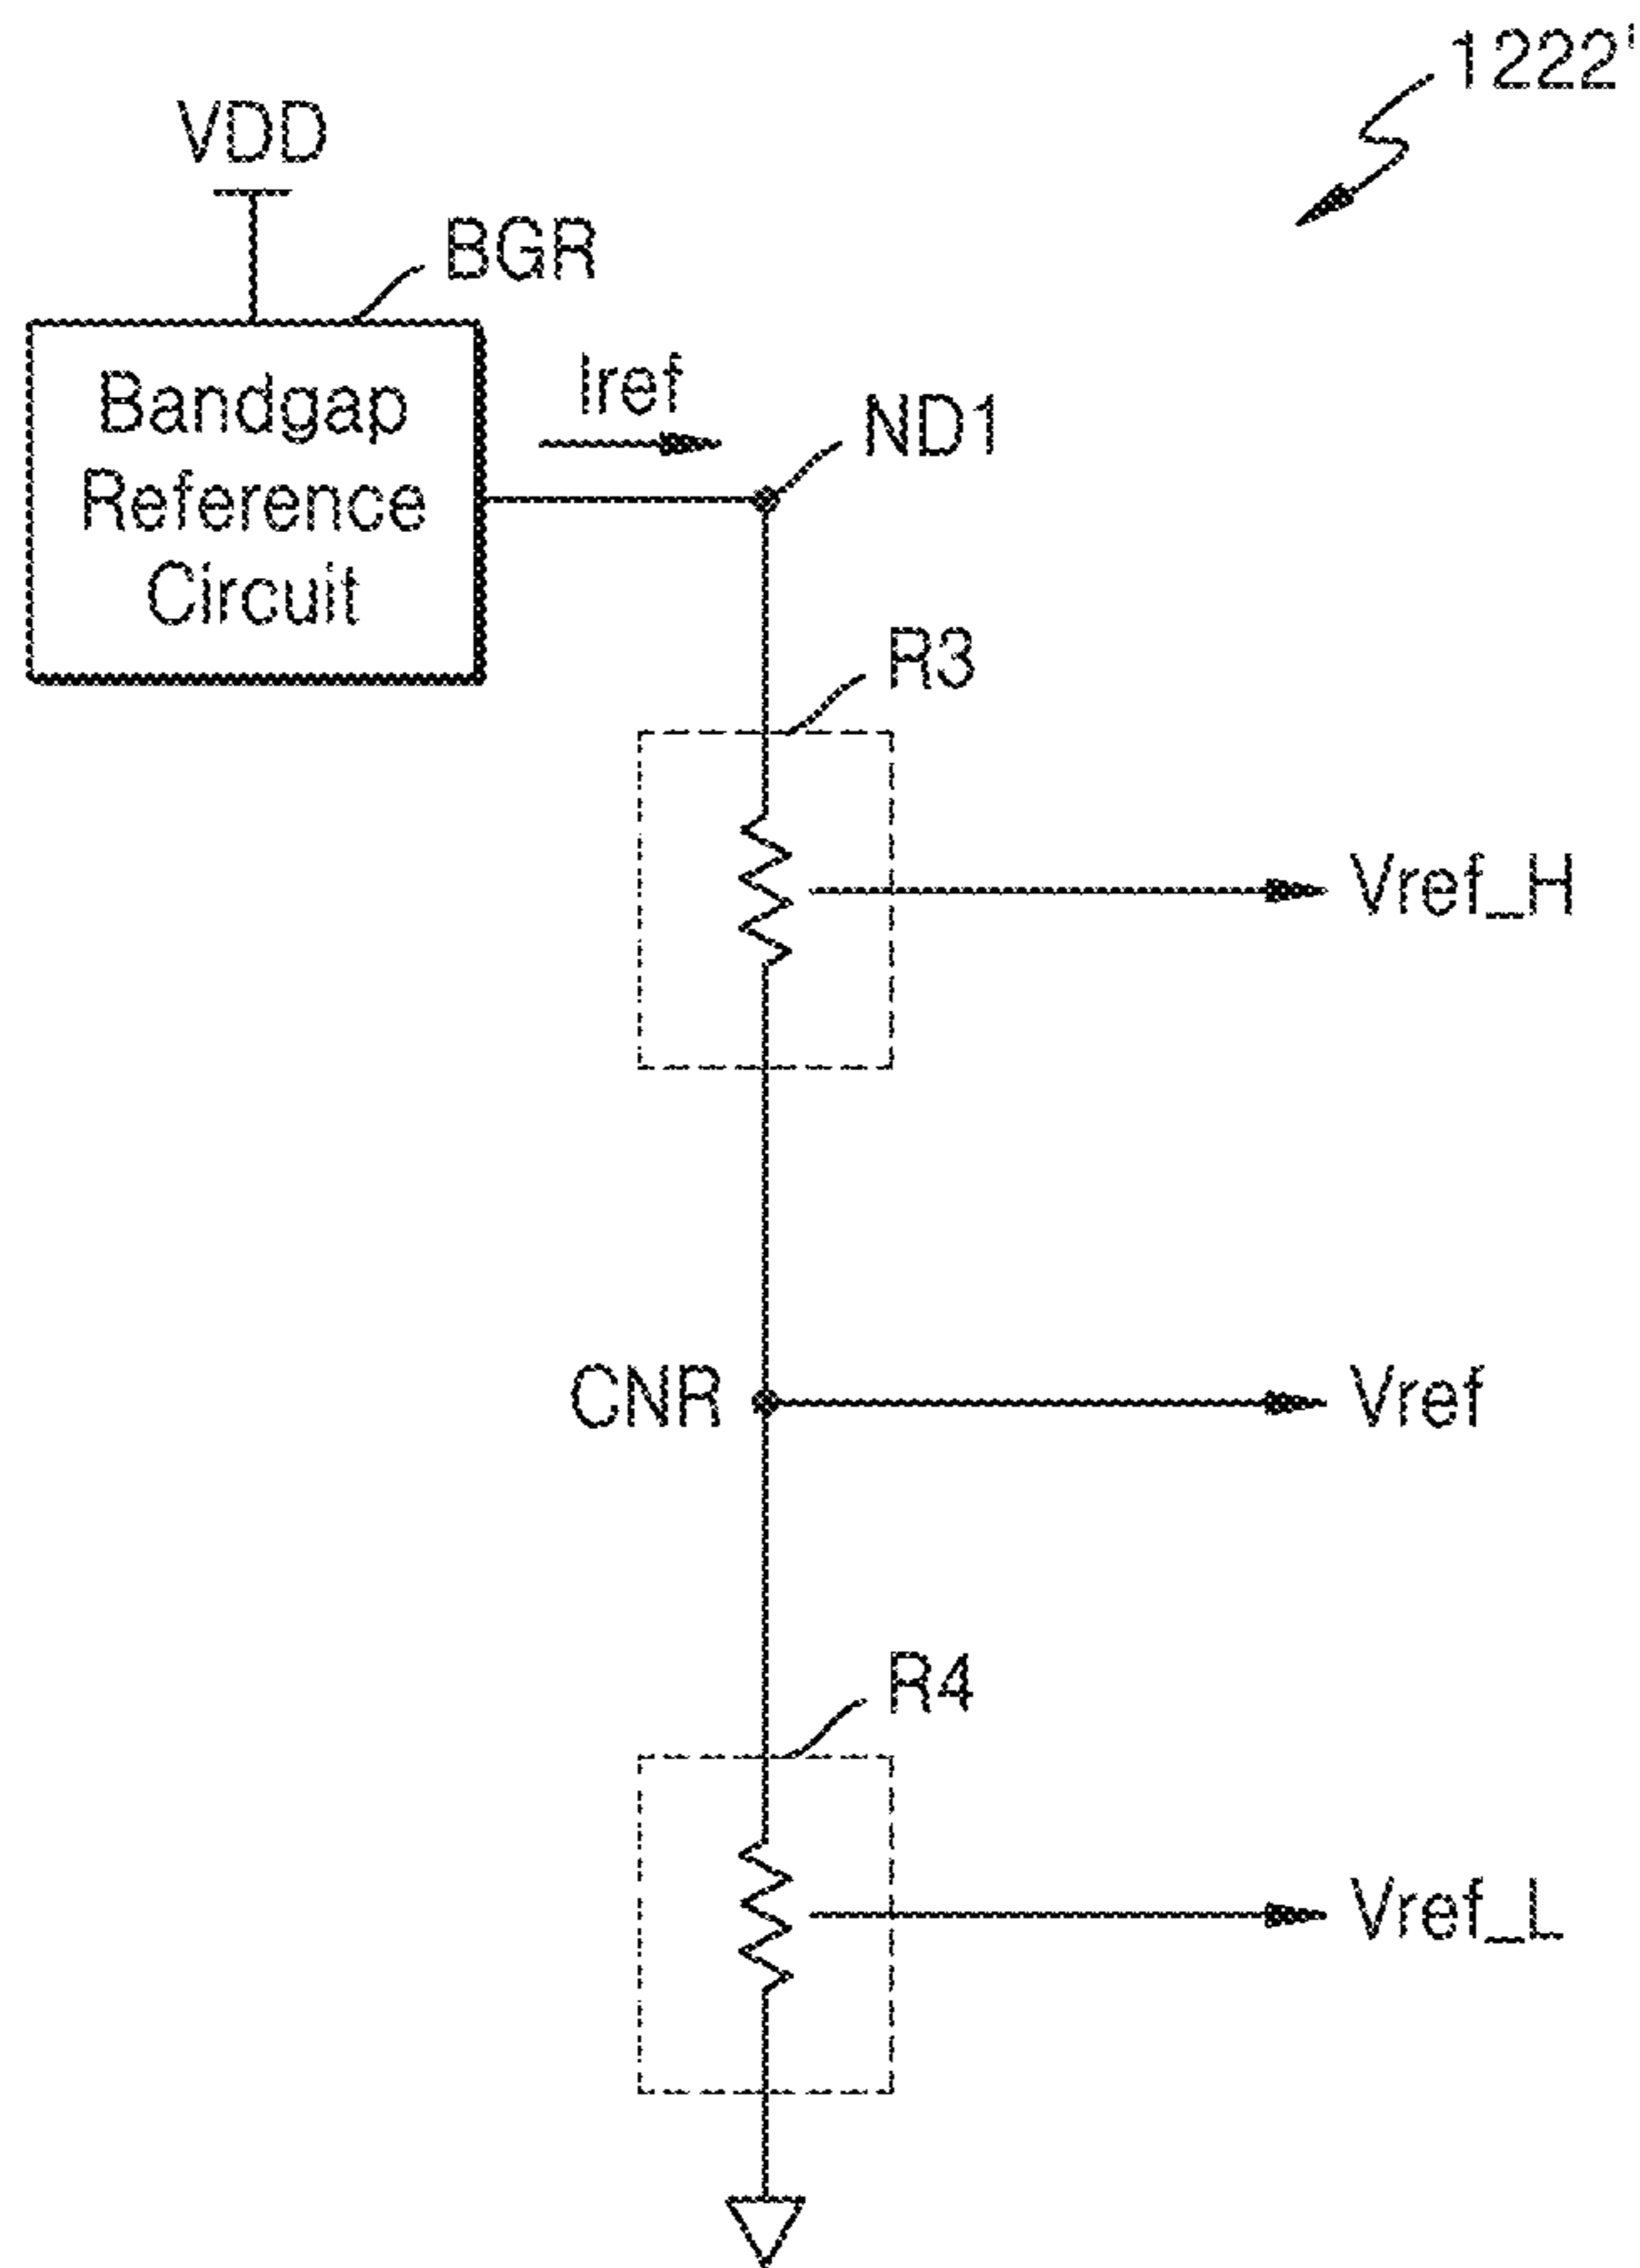 1222'
VDD
BGR
Bandgap
Reference
Circuit
Iref
ND1
R3
Vref_H
CNR
Vref
R4
Vref_L